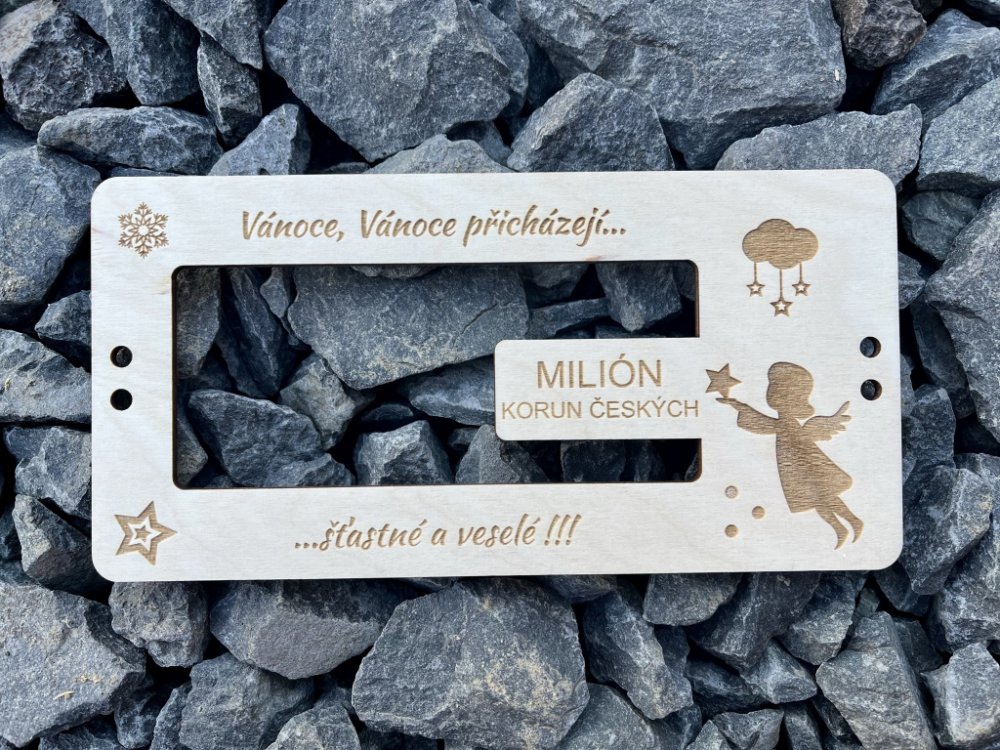 Vánoce, Vánoce přicházejí...
MILIÓN
KORUN ČESKÝCH
...šťastné a veselé !!!